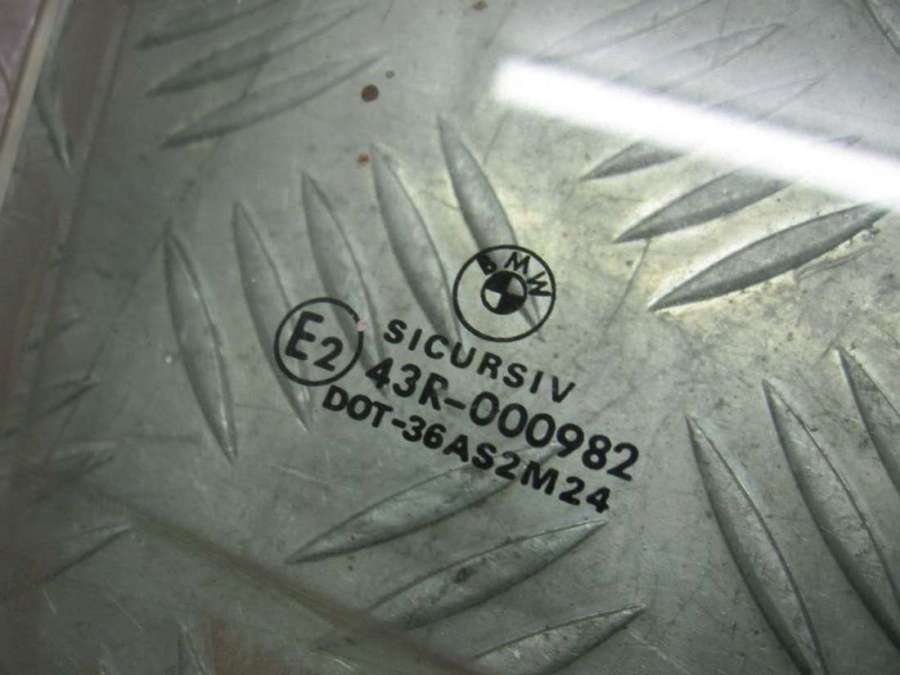 BMW
SICURSIV
E2 43R-000982
DOT-36AS2M24